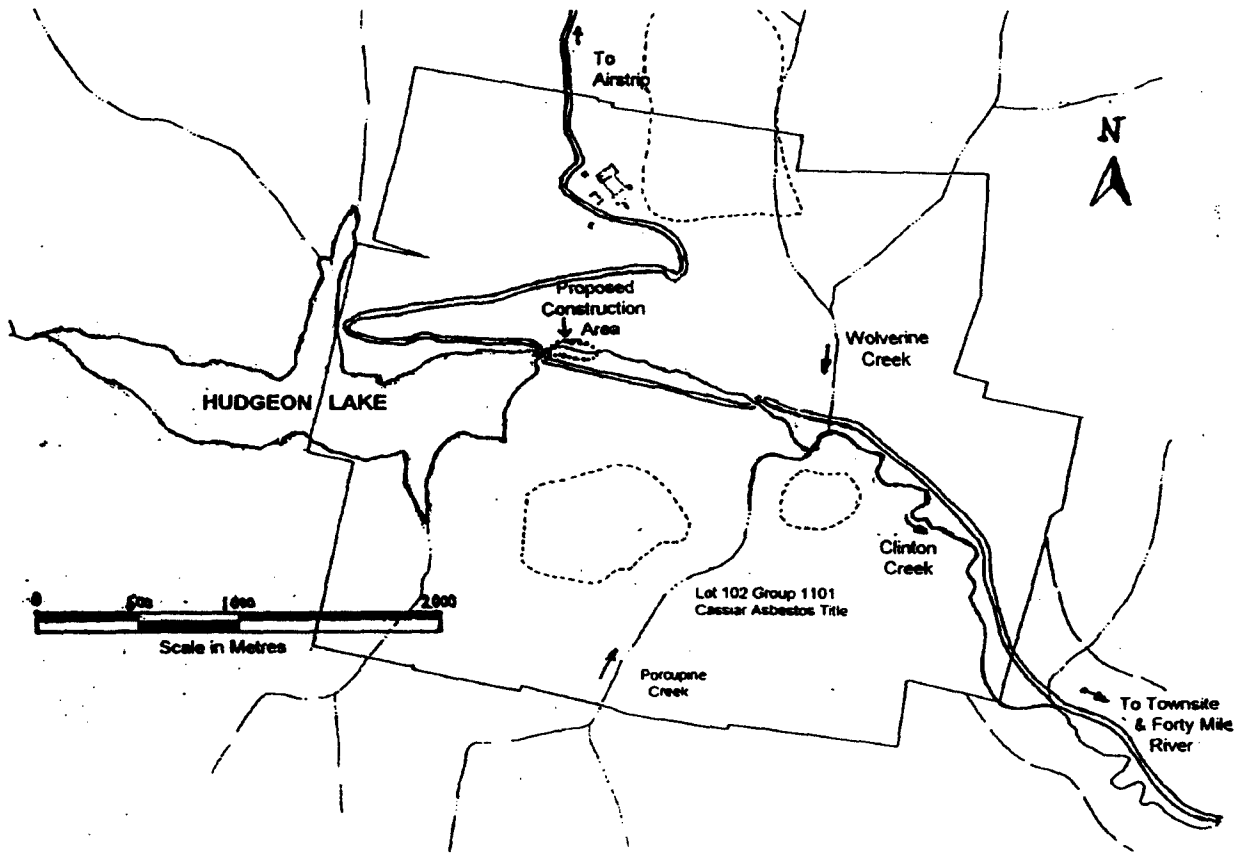 To
Airstrip
N
Proposed
Construction
Area
Wolverine
Creek
HUDGEON LAKE
Clinton
Creek
Lot 102 Group 1101
Cassiar Asbestos Title
0 500 1000 2000
Scale in Metres
Porcupine
Creek
To Townsite
& Forty Mile
River